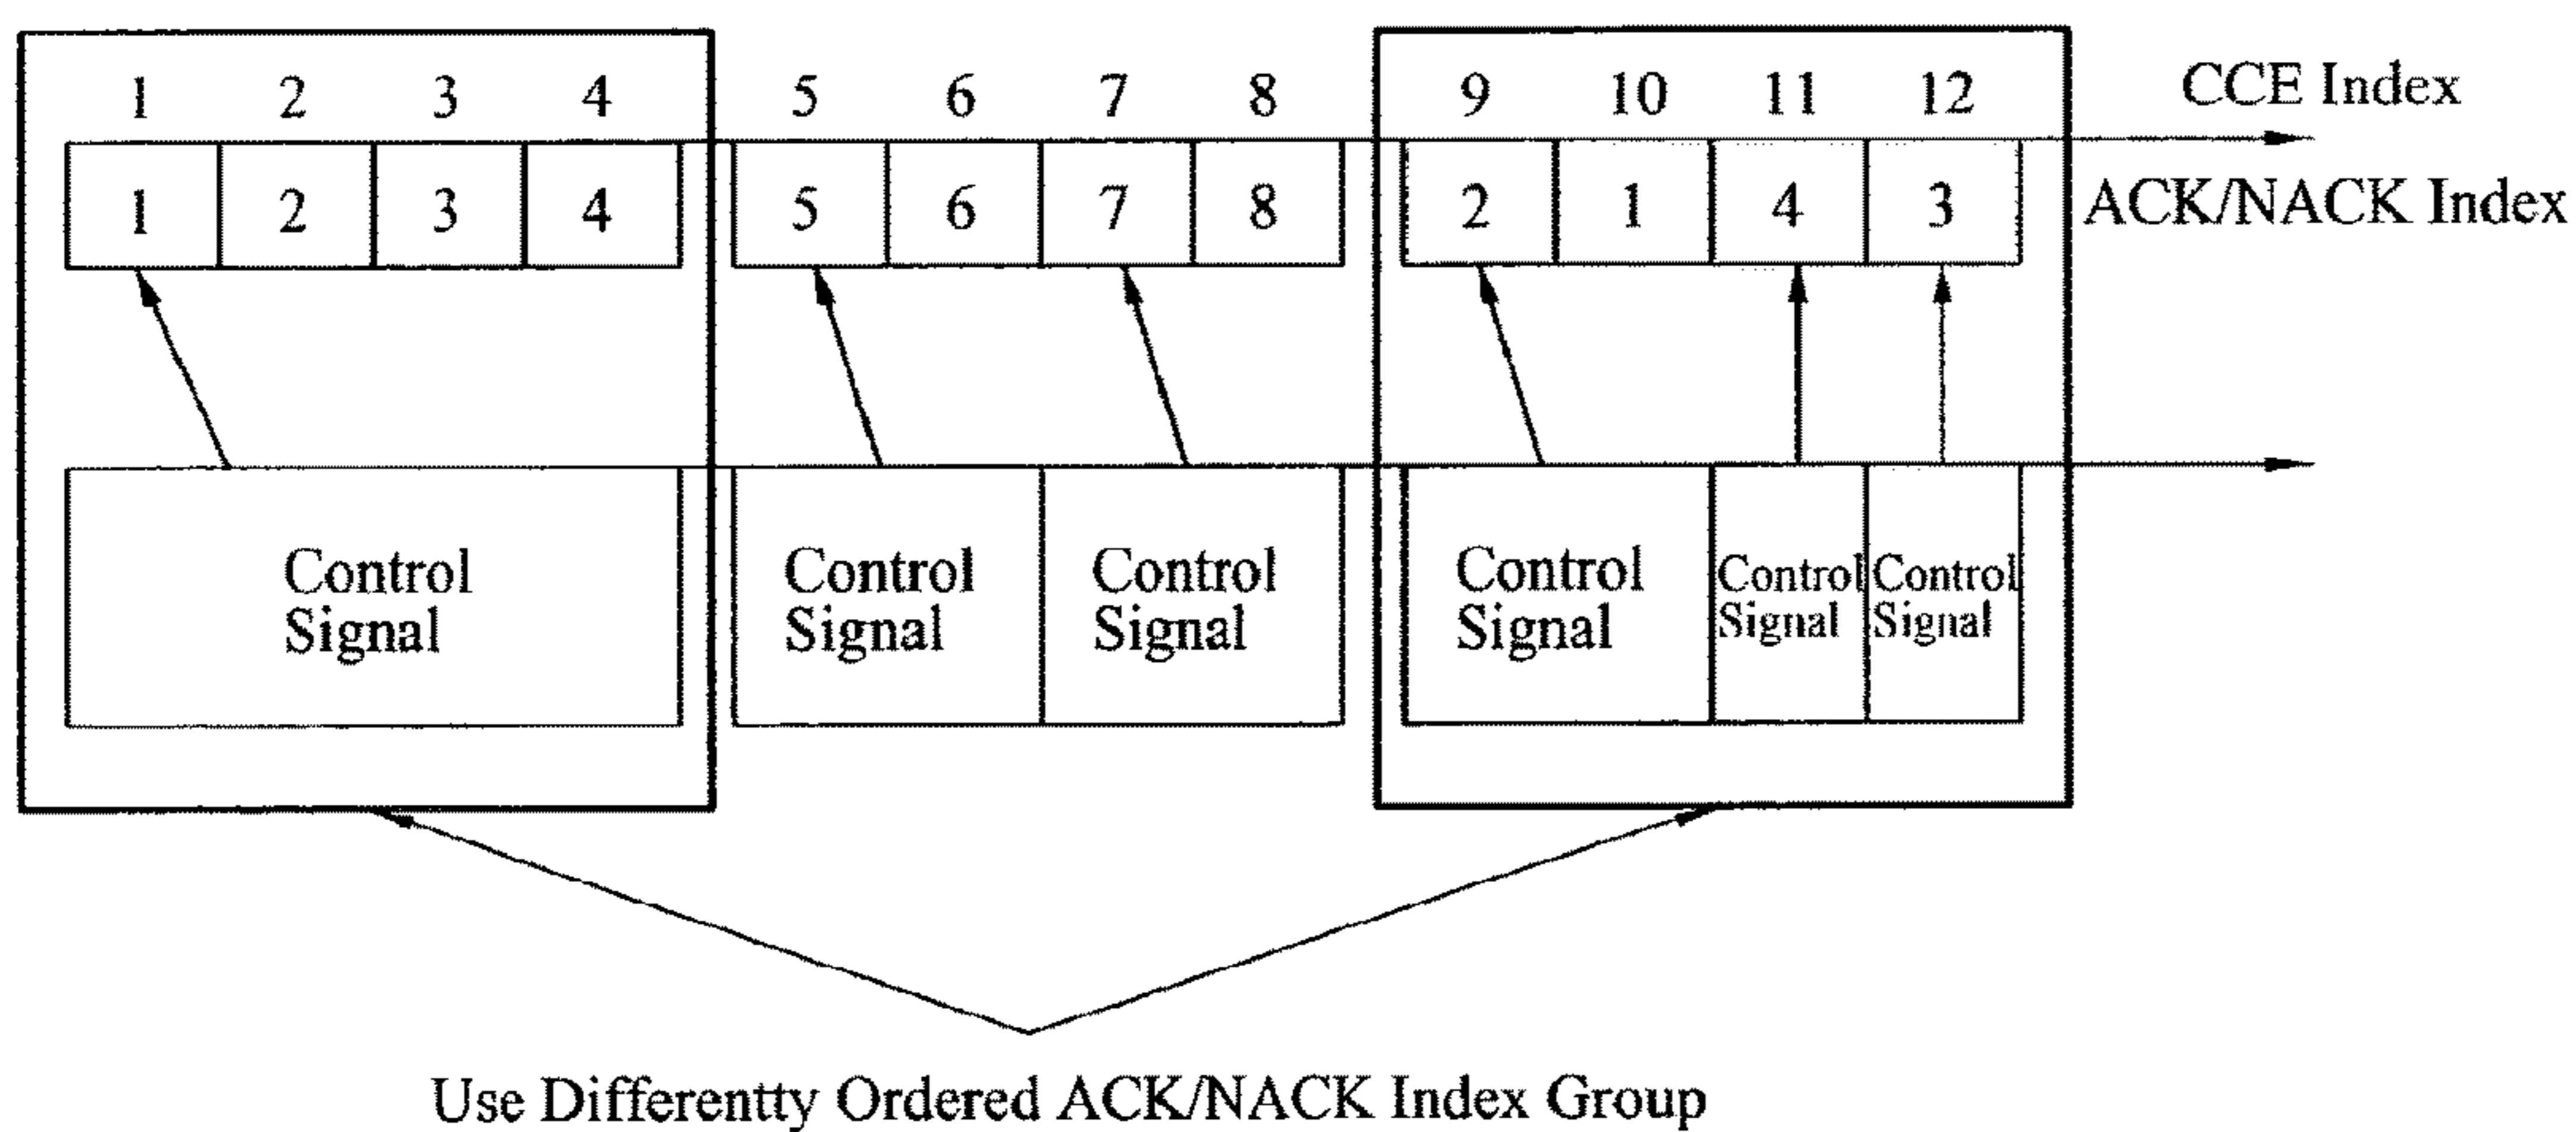 1 2 3 4 5 6 7 8 9 10 11 12 CCE Index
1 2 3 4 5 6 7 8 2 1 4 3 ACK/NACK Index
Control Signal
Control Signal
Control Signal
Control Signal
Control Signal
Control Signal
Use Differentty Ordered ACK/NACK Index Group